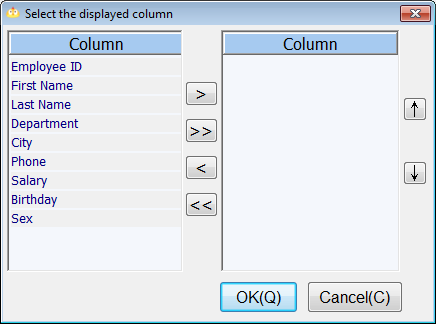 Select the displayed column
Column
Employee ID
First Name
Last Name
Department
City
Phone
Salary
Birthday
Sex
>
>>
<
<<
Column
↑
↓
OK(Q)
Cancel(C)